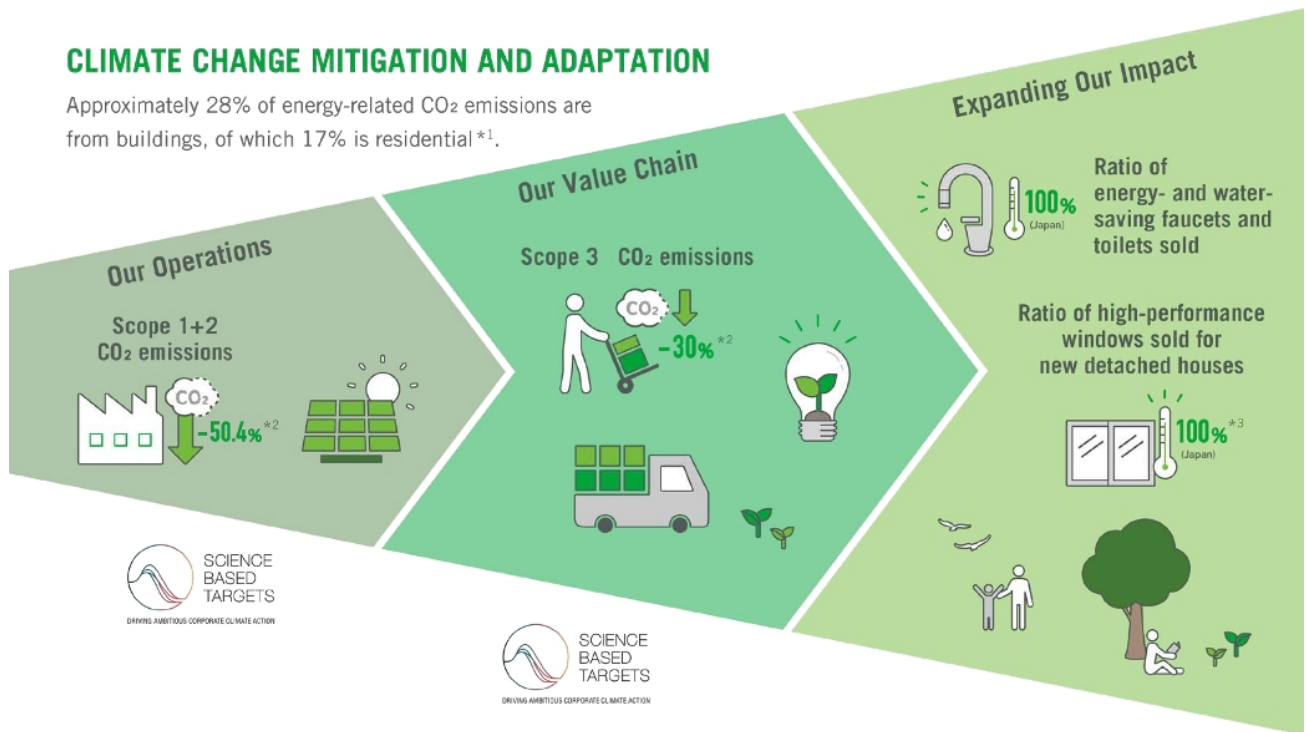 CLIMATE CHANGE MITIGATION AND ADAPTATION
Approximately 28% of energy-related CO₂ emissions are
from buildings, of which 17% is residential*1.
Our Operations
Scope 1+2
CO₂ emissions
CO₂
-50.4%*2
SCIENCE
BASED
TARGETS
DRIVING AMBITIOUS CORPORATE CLIMATE ACTION
Our Value Chain
Scope 3 CO₂ emissions
CO₂
-30%*2
SCIENCE
BASED
TARGETS
DRIVING AMBITIOUS CORPORATE CLIMATE ACTION
Expanding Our Impact
100%
(Japan)
Ratio of
energy- and water-
saving faucets and
toilets sold
Ratio of high-performance
windows sold for
new detached houses
100%*3
(Japan)